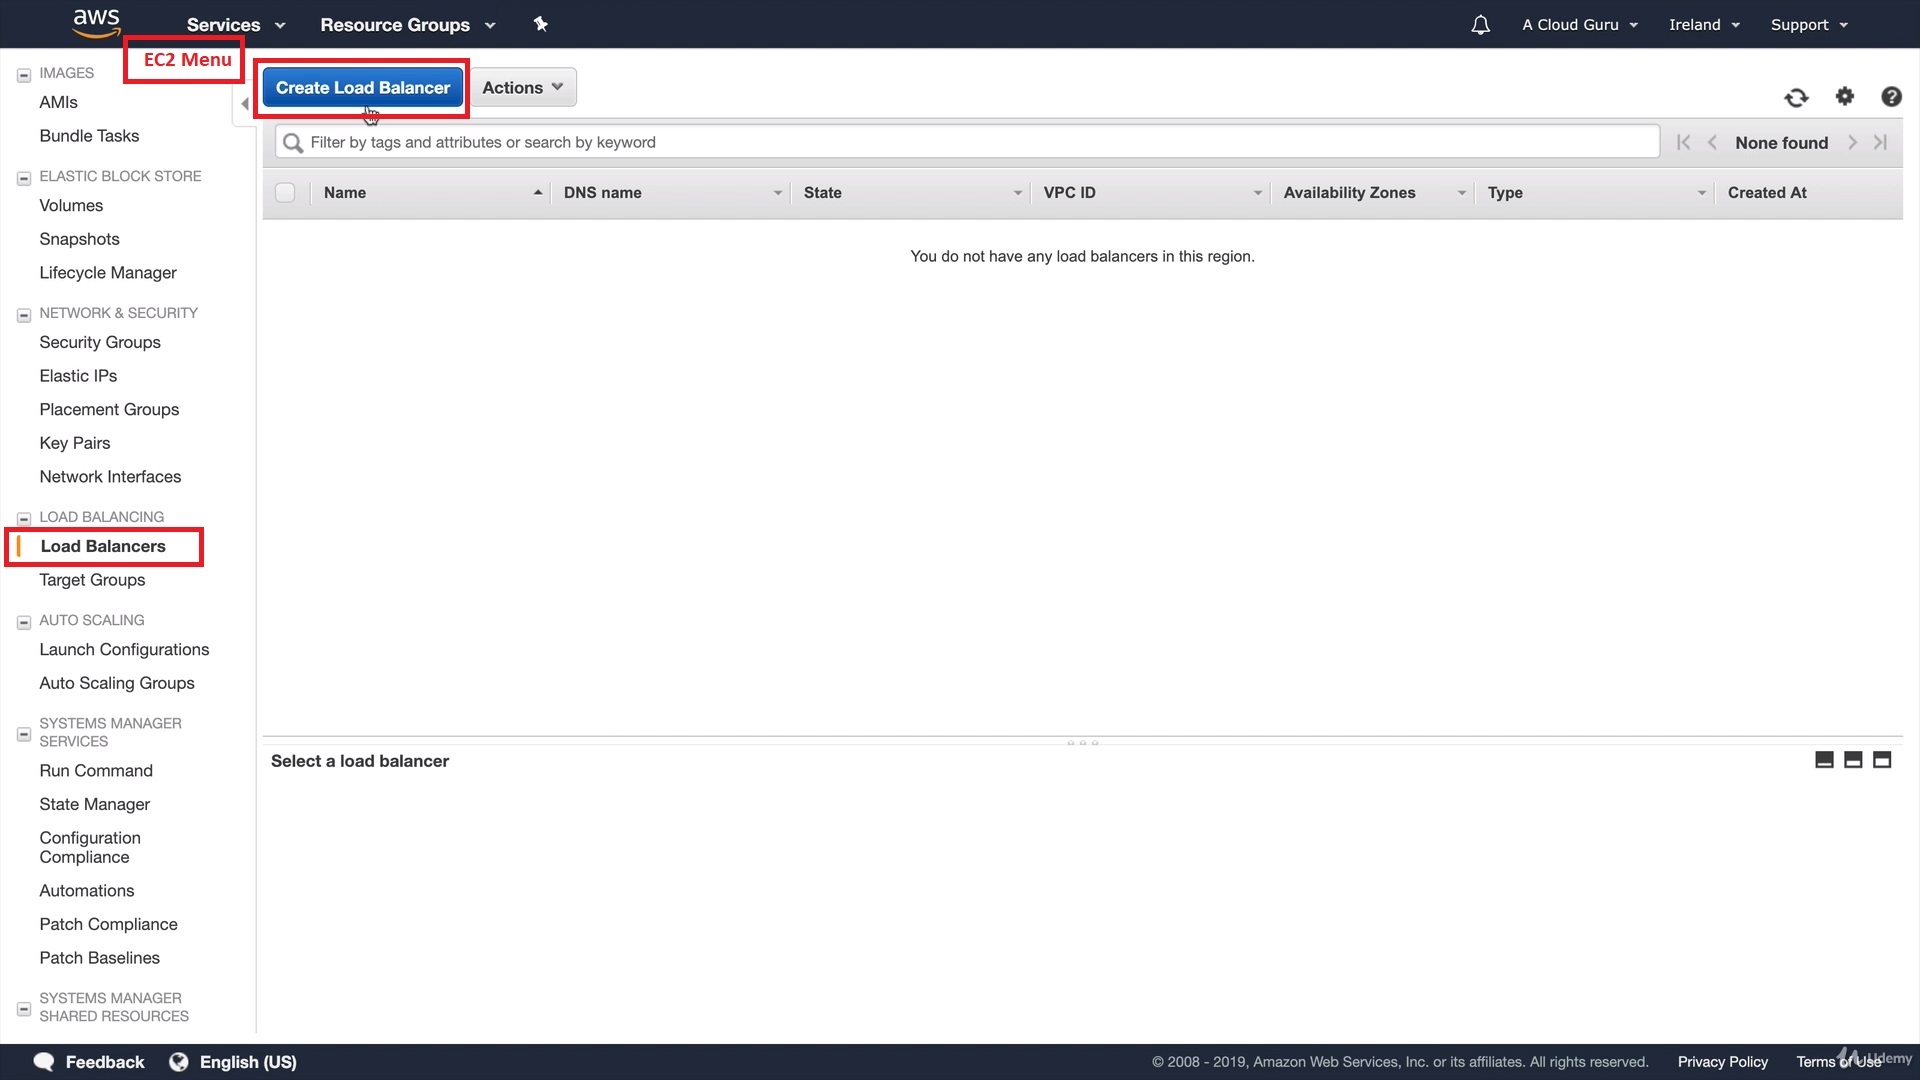 aws
Services
Resource Groups
A Cloud Guru
Ireland
Support
EC2 Menu
IMAGES
AMIs
Bundle Tasks
ELASTIC BLOCK STORE
Volumes
Snapshots
Lifecycle Manager
NETWORK & SECURITY
Security Groups
Elastic IPs
Placement Groups
Key Pairs
Network Interfaces
LOAD BALANCING
Load Balancers
Target Groups
AUTO SCALING
Launch Configurations
Auto Scaling Groups
SYSTEMS MANAGER
SERVICES
Run Command
State Manager
Configuration
Compliance
Automations
Patch Compliance
Patch Baselines
SYSTEMS MANAGER
SHARED RESOURCES
Create Load Balancer
Actions
Filter by tags and attributes or search by keyword
None found
Name
DNS name
State
VPC ID
Availability Zones
Type
Created At
You do not have any load balancers in this region.
Select a load balancer
Feedback
English (US)
© 2008 - 2019, Amazon Web Services, Inc. or its affiliates. All rights reserved.
Privacy Policy
Terms of Use
Udemy